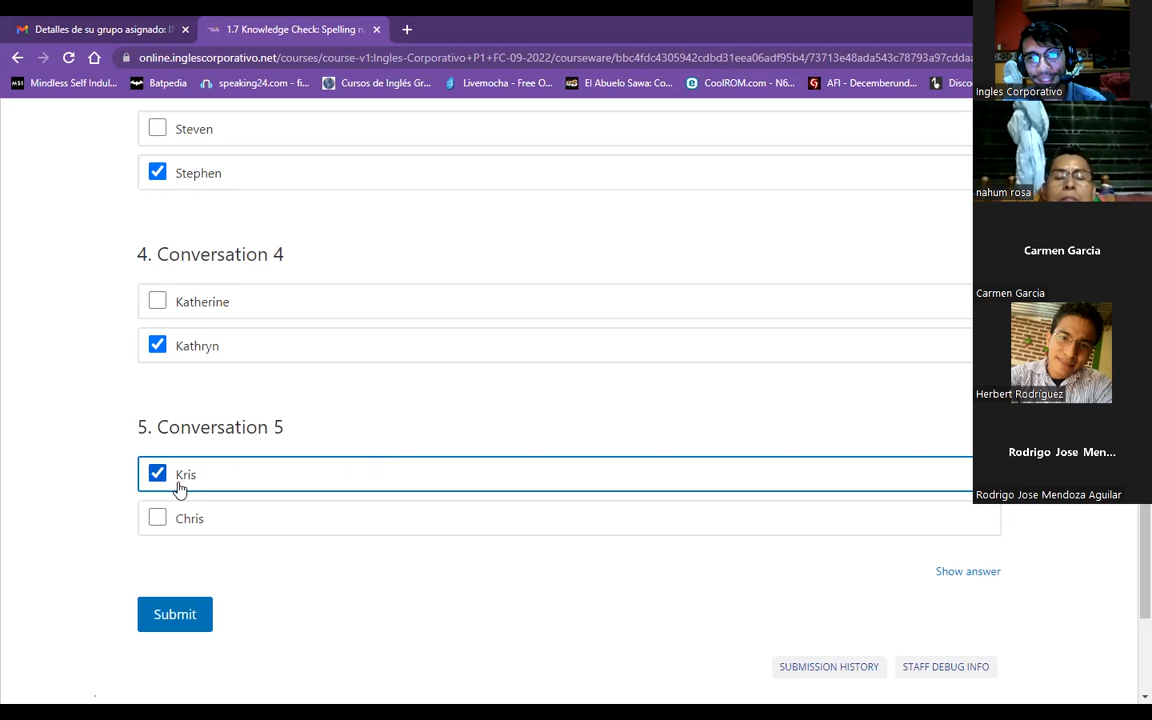 Detalles de su grupo asignado: I
1.7 Knowledge Check: Spelling n
online.inglescorporativo.net/courses/course-v1:Ingles-Corporativo+P1+FC-09-2022/courseware/bbc4fdc4305942cdbd31eea06adf95b4/73713e48ada543c78793a97cddaa
Mindless Self Indul...
Batpedia
speaking24.com - fi...
Cursos de Inglés Gr...
Livemocha - Free O...
El Abuelo Sawa: Co...
CoolROM.com - N6...
AFI - Decemberund...
Disco
Ingles Corporativo
nahum rosa
Carmen Garcia
Carmen Garcia
Herbert Rodríguez
Rodrigo Jose Men...
Rodrigo Jose Mendoza Aguilar
Steven
Stephen
4. Conversation 4
Katherine
Kathryn
5. Conversation 5
Kris
Chris
Show answer
Submit
SUBMISSION HISTORY
STAFF DEBUG INFO